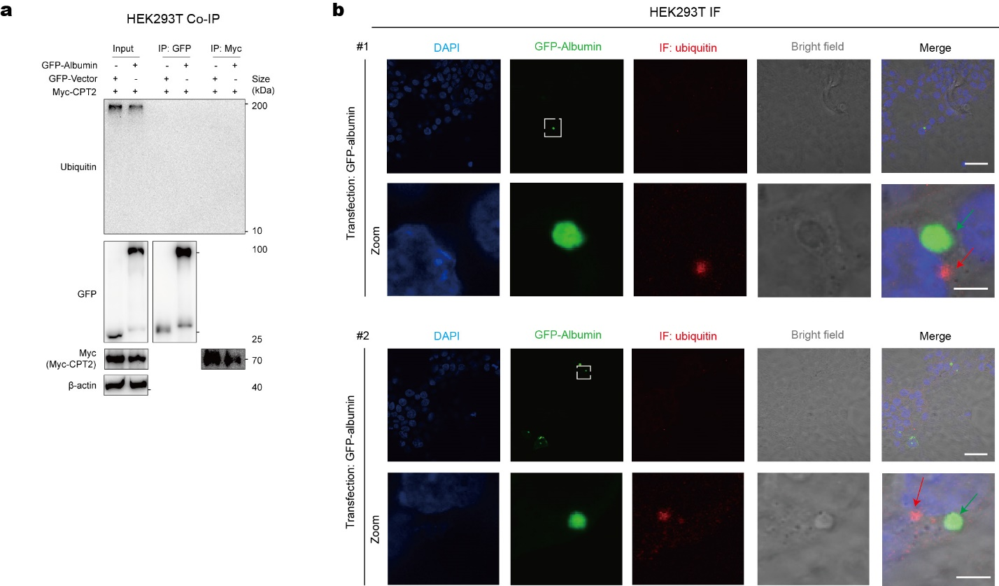 a
HEK293T Co-IP
Input IP: GFP IP: Myc
GFP-Albumin - + - + - +
GFP-Vector + - + - + -
Myc-CPT2 + + + + + +
Size
(kDa)
200
Ubiquitin
10
100
GFP
25
Myc
(Myc-CPT2)
70
β-actin
40
b
HEK293T IF
#1 DAPI GFP-Albumin IF: ubiquitin Bright field Merge
Transfection: GFP-albumin
Zoom
#2 DAPI GFP-Albumin IF: ubiquitin Bright field Merge
Transfection: GFP-albumin
Zoom